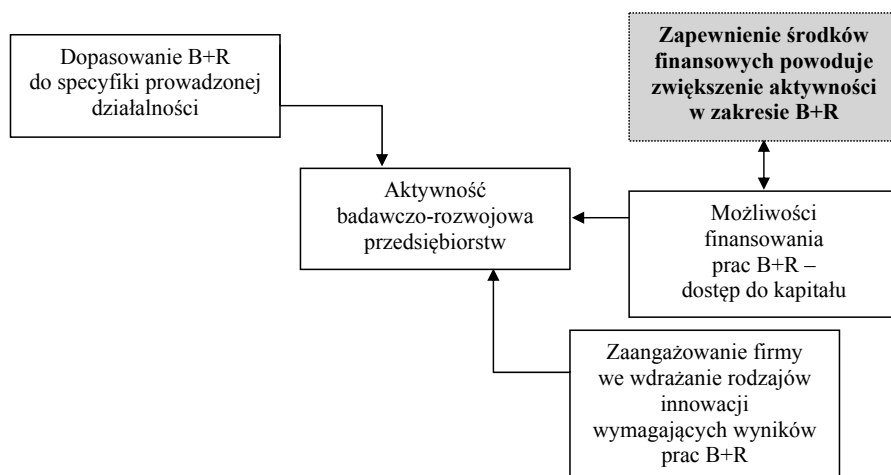 Dopasowanie B+R
do specyfiki prowadzonej
działalności
Zapewnienie środków
finansowych powoduje
zwiększenie aktywności
w zakresie B+R
Aktywność
badawczo-rozwojowa
przedsiębiorstw
Możliwości
finansowania
prac B+R –
dostęp do kapitału
Zaangażowanie firmy
we wdrażanie rodzajów
innowacji
wymagających wyników
prac B+R